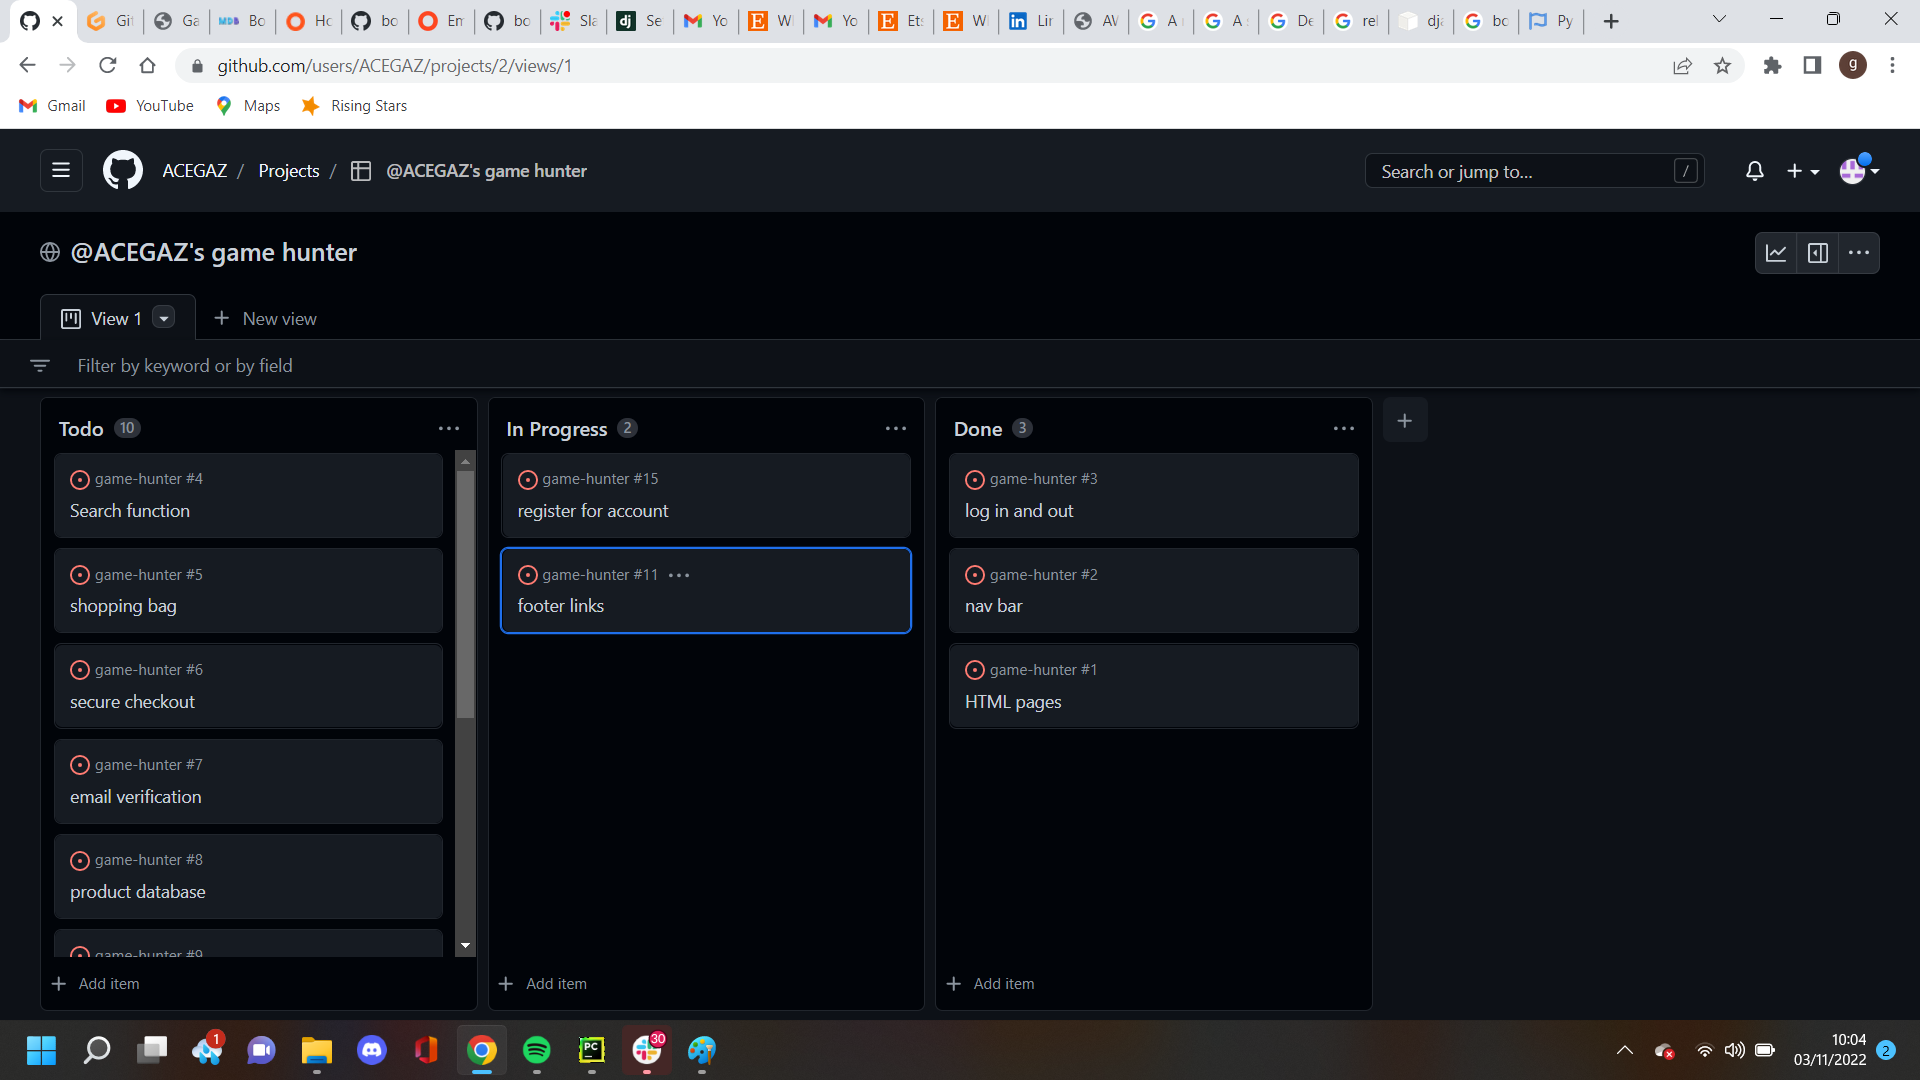 Git
Ga
Bo
Ho
bo
Em
bo
Sla
Se
Yo
W
Yo
Ets
W
Lir
AV
A
A
De
rel
dj
bo
Py
github.com/users/ACEGAZ/projects/2/views/1
g
Gmail
YouTube
Maps
Rising Stars
ACEGAZ / Projects / @ACEGAZ's game hunter
Search or jump to... /
@ACEGAZ's game hunter
View 1
New view
Filter by keyword or by field
Todo 10
game-hunter #4
Search function
game-hunter #5
shopping bag
game-hunter #6
secure checkout
game-hunter #7
email verification
game-hunter #8
product database
game-hunter #9
Add item
In Progress 2
game-hunter #15
register for account
game-hunter #11
footer links
Add item
Done 3
game-hunter #3
log in and out
game-hunter #2
nav bar
game-hunter #1
HTML pages
Add item
1
PC
30
10:04
03/11/2022
2